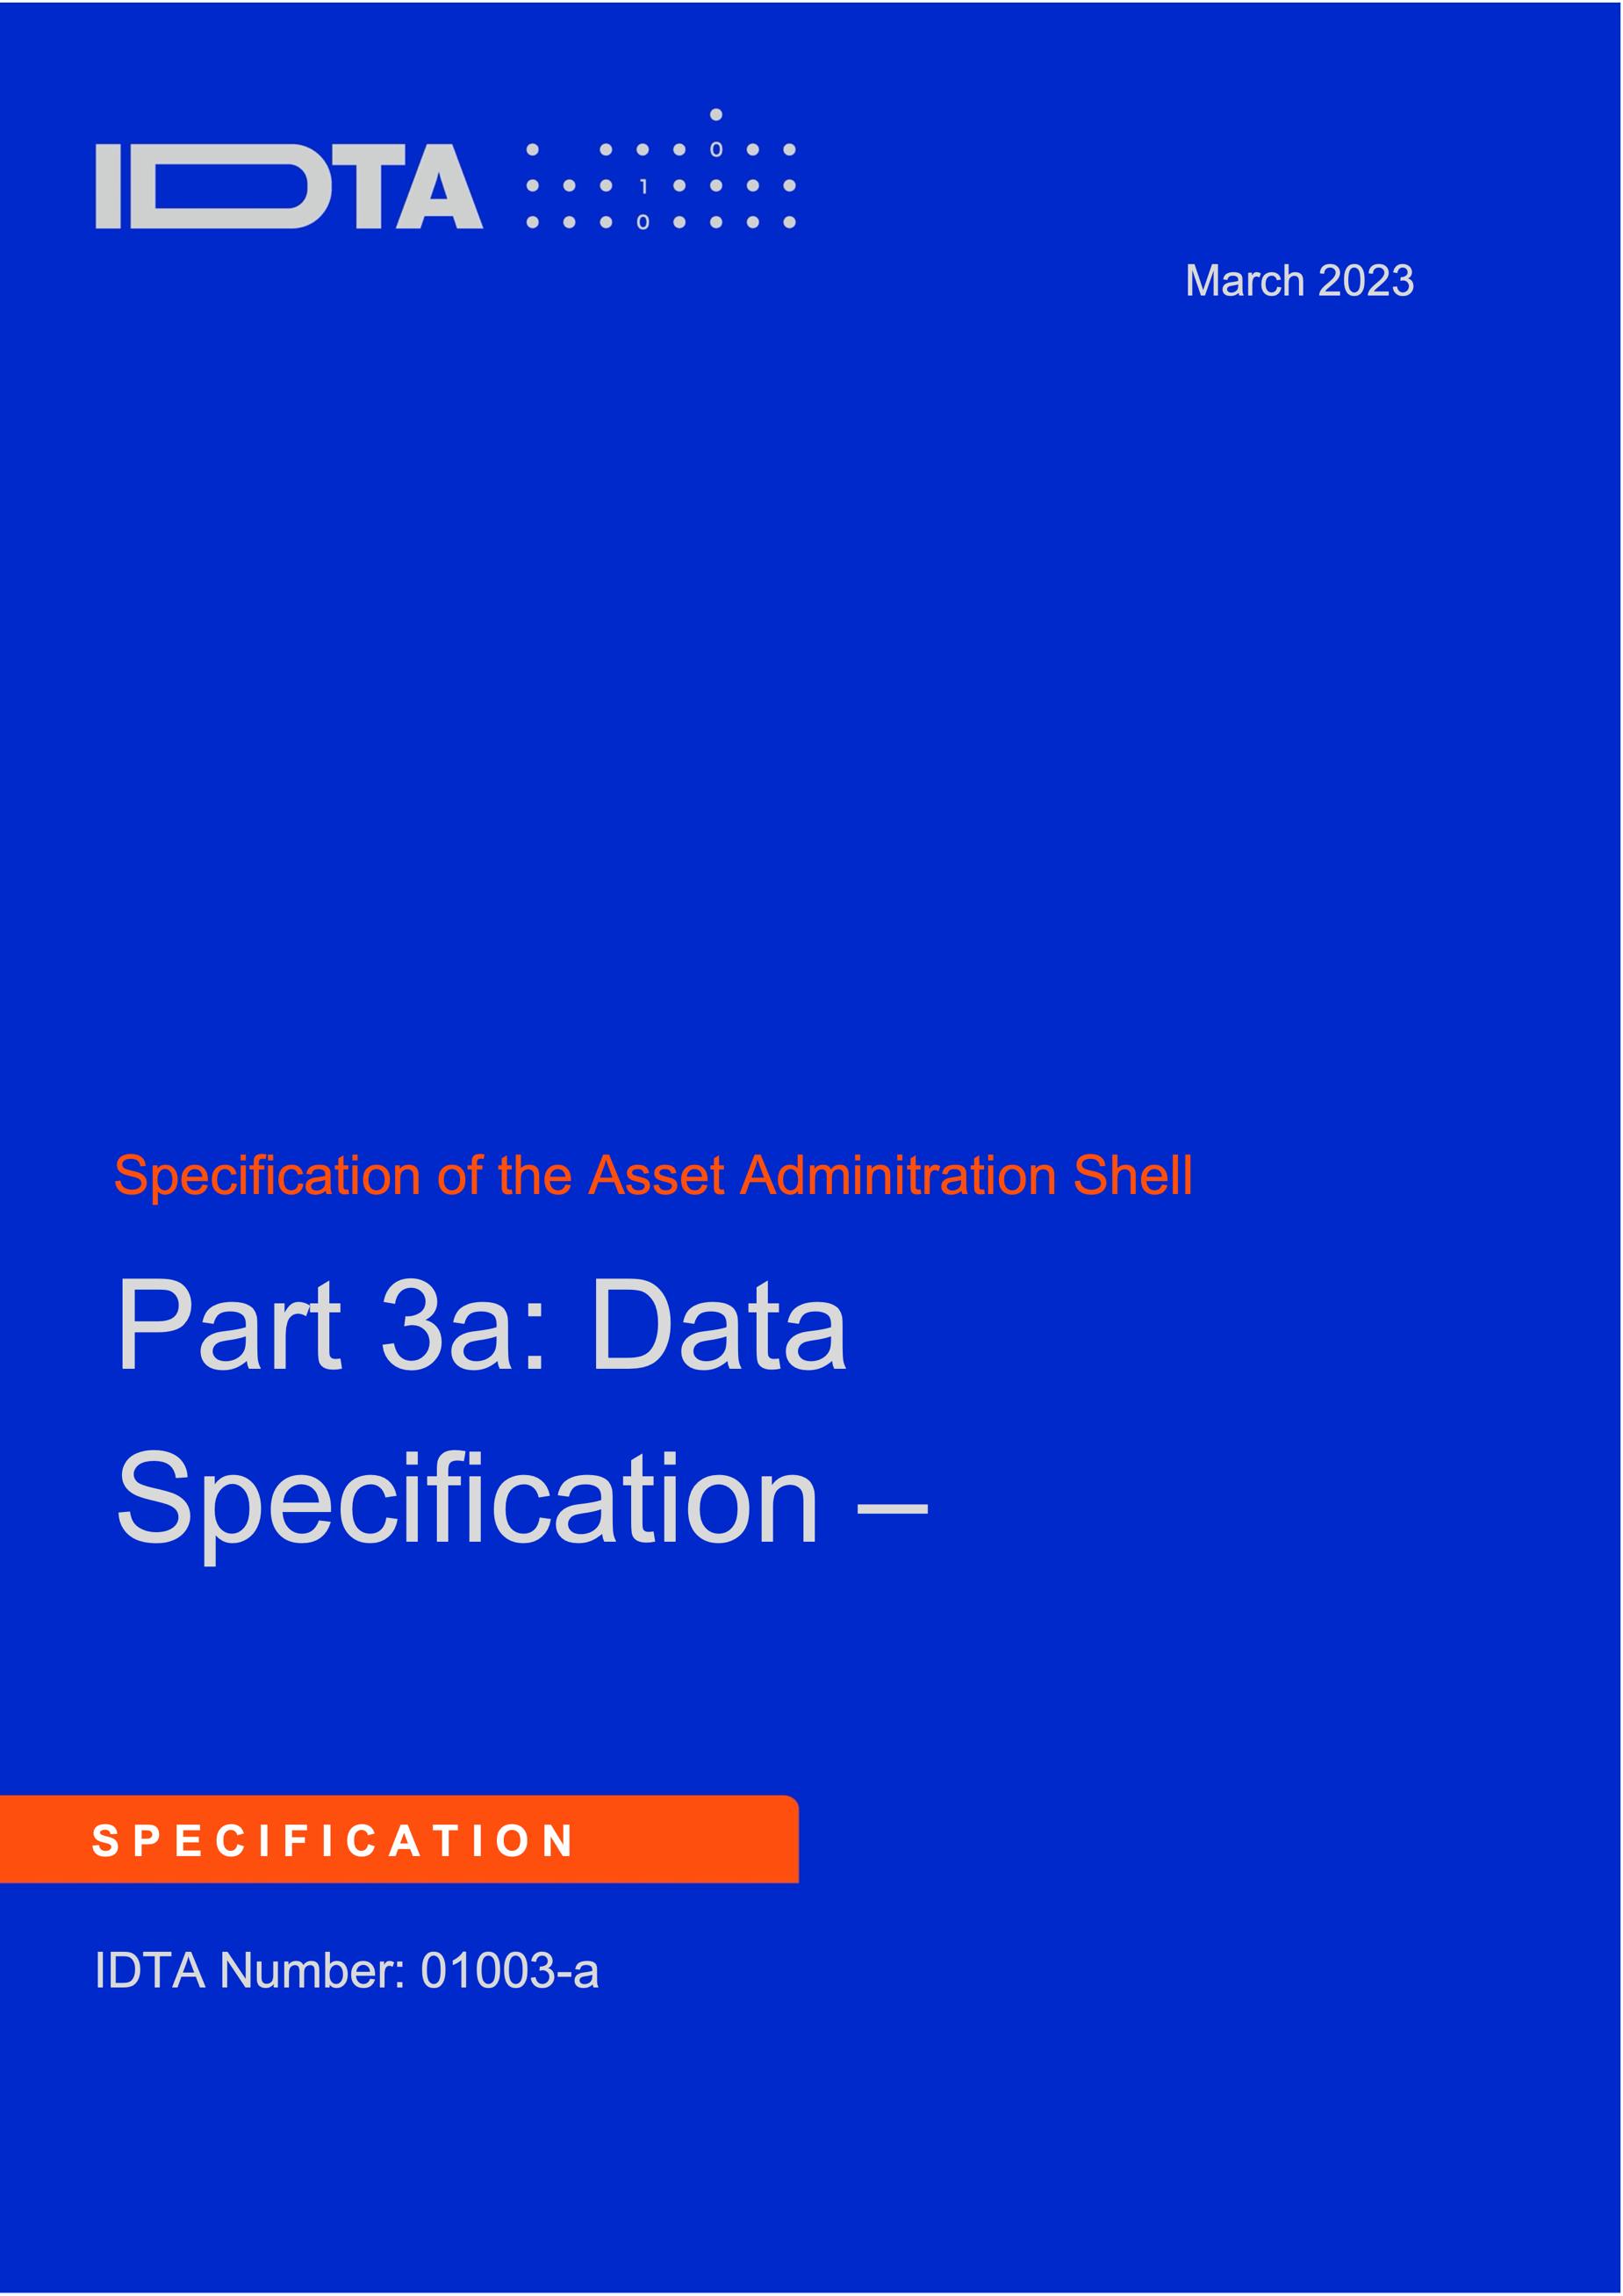 IDTA
0
1
0
March 2023
Specification of the Asset Adminitration Shell
Part 3a: Data
Specification –
SPECIFICATION
IDTA Number: 01003-a